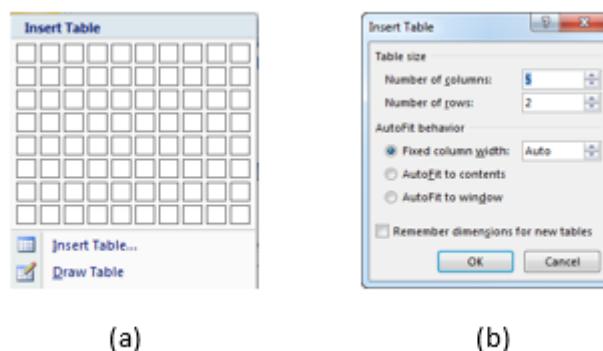 Insert Table
Insert Table...
Draw Table
(a)
Insert Table
Table size
Number of columns: 5
Number of rows: 2
AutoFit behavior
Fixed column width: Auto
AutoFit to contents
AutoFit to window
Remember dimensions for new tables
OK Cancel
(b)